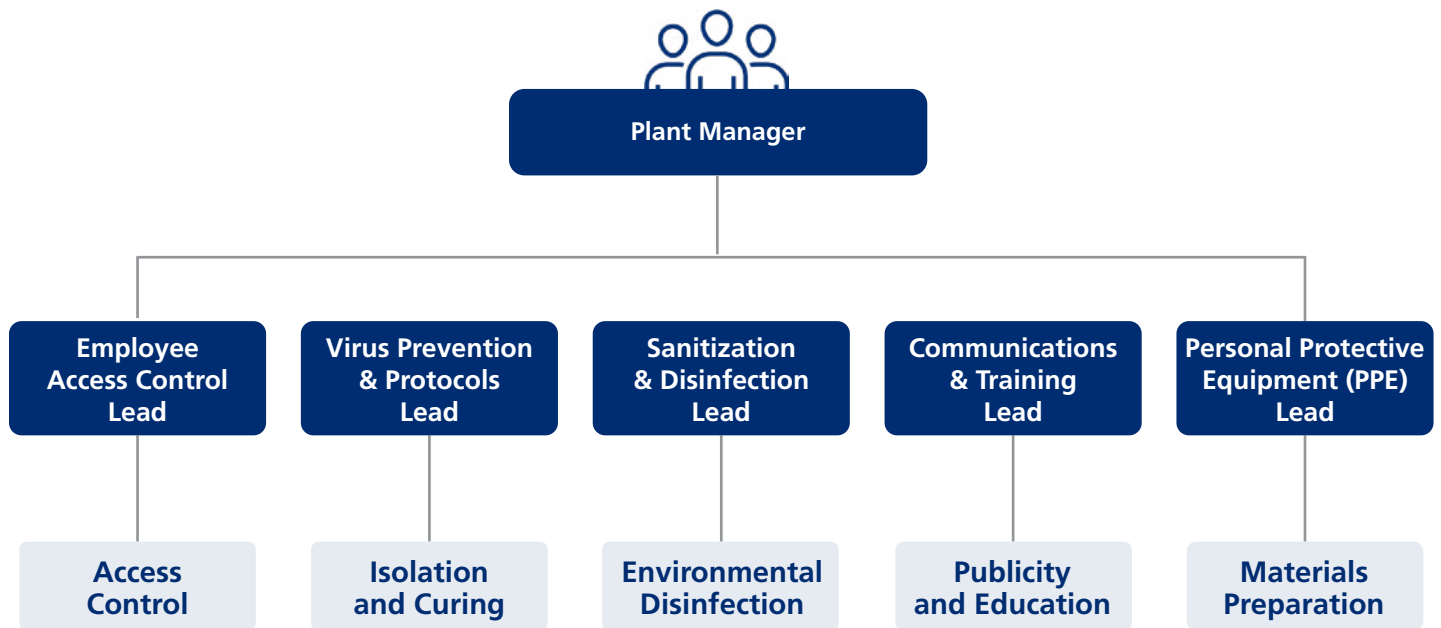 Plant Manager
Employee
Access Control
Lead
Virus Prevention
& Protocols
Lead
Sanitization
& Disinfection
Lead
Communications
& Training
Lead
Personal Protective
Equipment (PPE)
Lead
Access
Control
Isolation
and Curing
Environmental
Disinfection
Publicity
and Education
Materials
Preparation